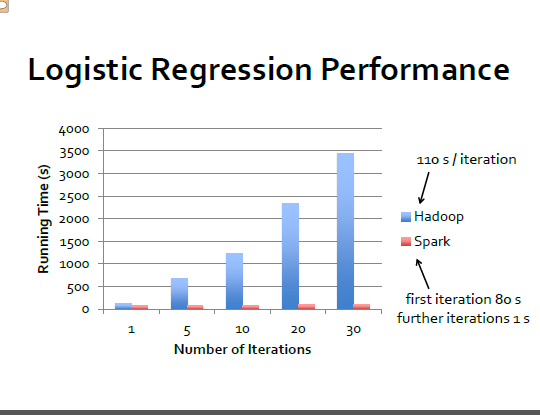 Logistic Regression Performance
Running Time (s)
4000
3500
3000
2500
2000
1500
1000
500
0
1 5 10 20 30
Number of Iterations
110 s / iteration
Hadoop
Spark
first iteration 80 s
further iterations 1 s